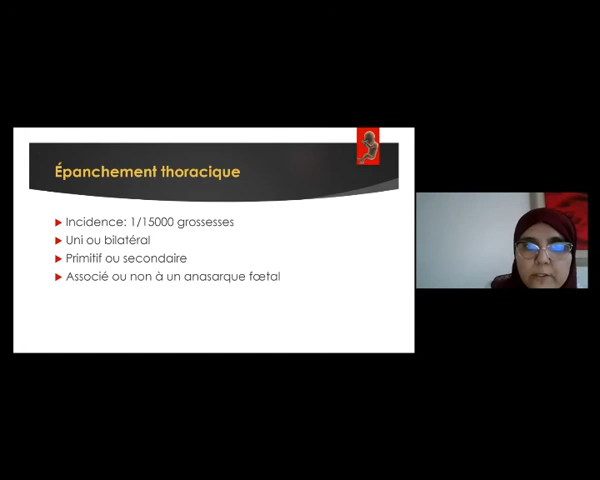 Épanchement thoracique
Incidence: 1/15000 grossesses
Uni ou bilatéral
Primitif ou secondaire
Associé ou non à un anasarque fœtal